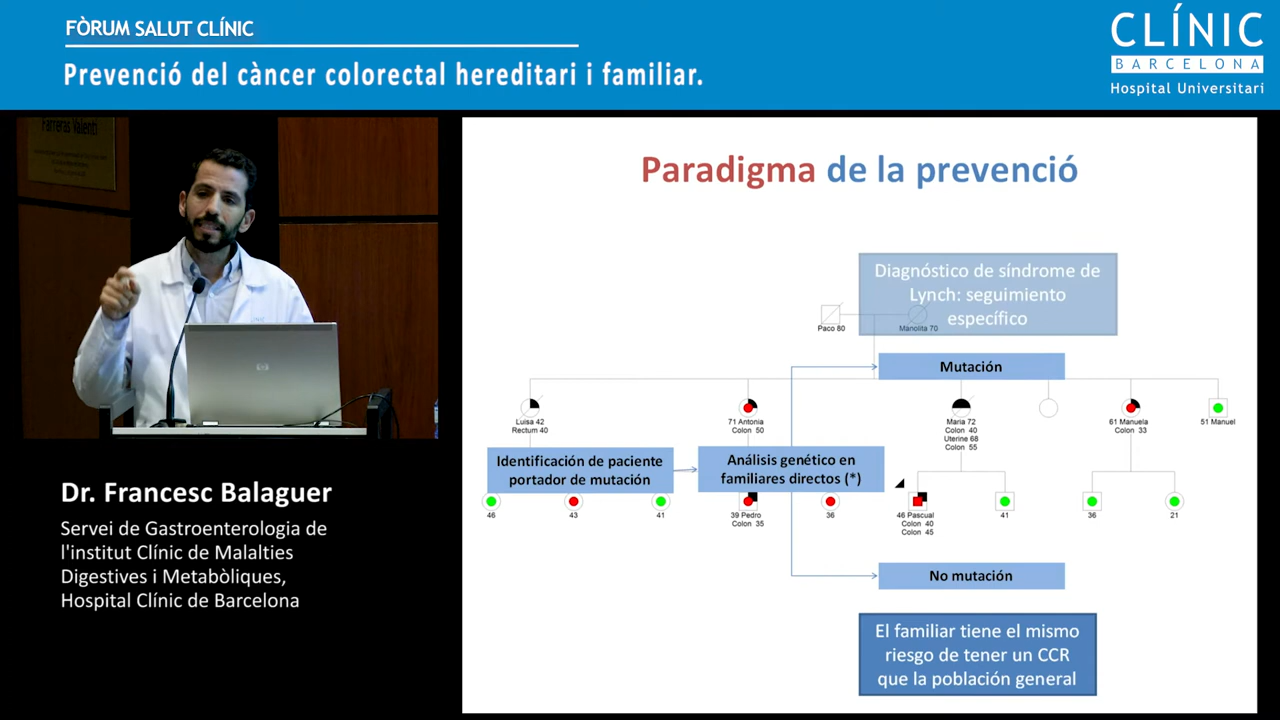 FÒRUM SALUT CLÍNIC
Prevenció del càncer colorectal hereditari i familiar.
CLÍNIC
BARCELONA
Hospital Universitari
Farreras Valentí
Paradigma de la prevenció
Diagnóstico de síndrome de
Lynch: seguimiento
específico
Paco 80
Manolita 70
Mutación
Luisa 42
Rectum 40
71 Antonia
Colon 50
Maria 72
Colon 40
Uterine 68
Colon 55
61 Manuela
Colon 33
51 Manuel
Identificación de paciente
portador de mutación
Análisis genético en
familiares directos (*)
46
43
41
39 Pedro
Colon 35
36
46 Pascual
Colon 40
Colon 45
41
36
21
No mutación
El familiar tiene el mismo
riesgo de tener un CCR
que la población general
Dr. Francesc Balaguer
Servei de Gastroenterologia de
l'institut Clínic de Malalties
Digestives i Metabòliques,
Hospital Clínic de Barcelona
hp